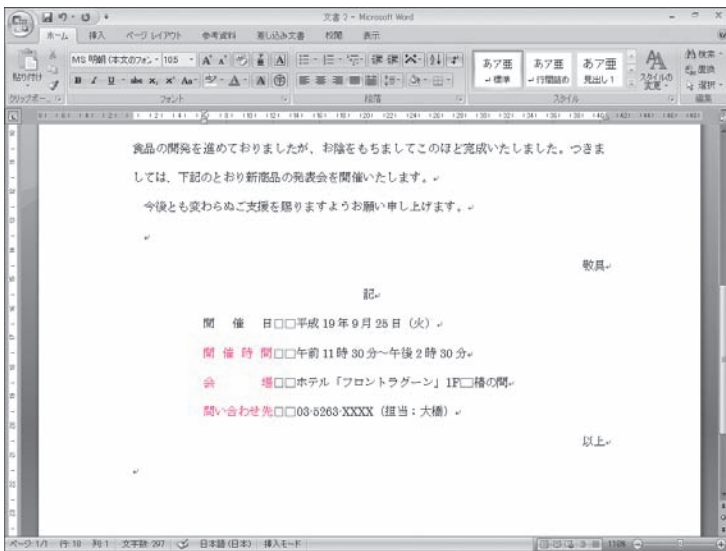 文書 2 - Microsoft Word
ホーム 挿入 ページ レイアウト 参考資料 差し込み文書 校閲 表示
MS 明朝 (本文のフォン 10.5
あア亜 あア亜 あア亜
標準 行間詰め 見出し 1 スタイルの変更
検索
置換
選択
貼り付け
フォント 段落 スタイル 編集
食品の開発を進めておりましたが、お陰をもちましてこのほど完成いたしました。つきま
しては、下記のとおり新商品の発表会を開催いたします。
今後とも変わらぬご支援を賜りますようお願い申し上げます。
敬具
記
開 催 日□□平成 19 年 9 月 25 日（火）
開 催 時 間□□午前 11 時 30 分～午後 2 時 30 分
会 場□□ホテル「フロントラグーン」1F□椿の間
問い合わせ先□□03-5263-XXXX（担当：大橋）
以上
ページ: 1/1 行: 18 列: 1 文字数: 297 日本語 (日本) 挿入モード 110%